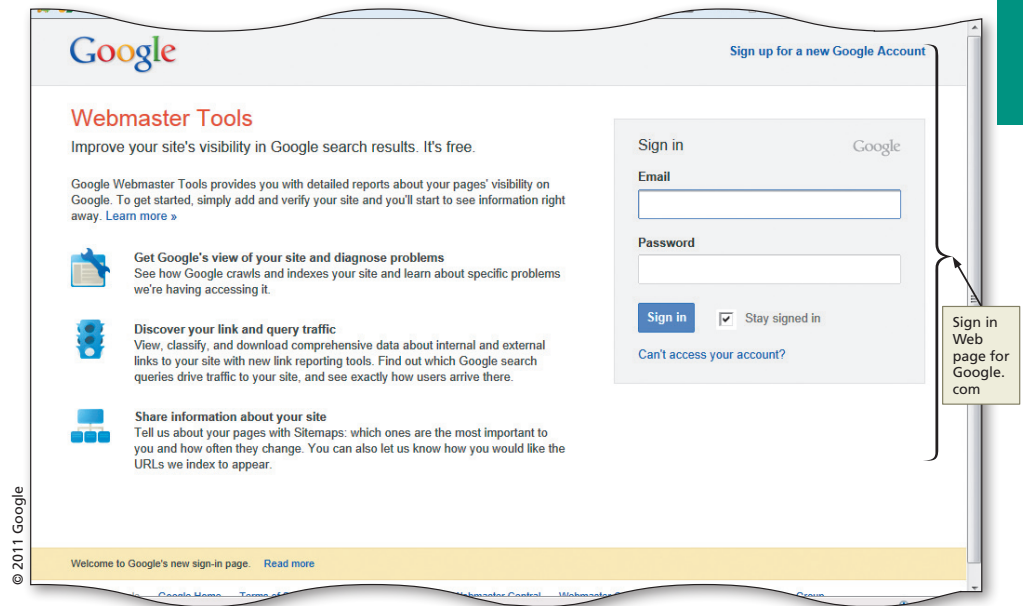 Google
Sign up for a new Google Account
Webmaster Tools
Improve your site's visibility in Google search results. It's free.
Google Webmaster Tools provides you with detailed reports about your pages' visibility on
Google. To get started, simply add and verify your site and you'll start to see information right
away. Learn more »
Get Google's view of your site and diagnose problems
See how Google crawls and indexes your site and learn about specific problems
we're having accessing it.
Discover your link and query traffic
View, classify, and download comprehensive data about internal and external
links to your site with new link reporting tools. Find out which Google search
queries drive traffic to your site, and see exactly how users arrive there.
Share information about your site
Tell us about your pages with Sitemaps: which ones are the most important to
you and how often they change. You can also let us know how you would like the
URLs we index to appear.
Sign in Google
Email
Password
Sign in Stay signed in
Can't access your account?
Sign in
Web
page for
Google.
com
Welcome to Google's new sign-in page. Read more
Google Home Terms of
Webmaster Central
© 2011 Google